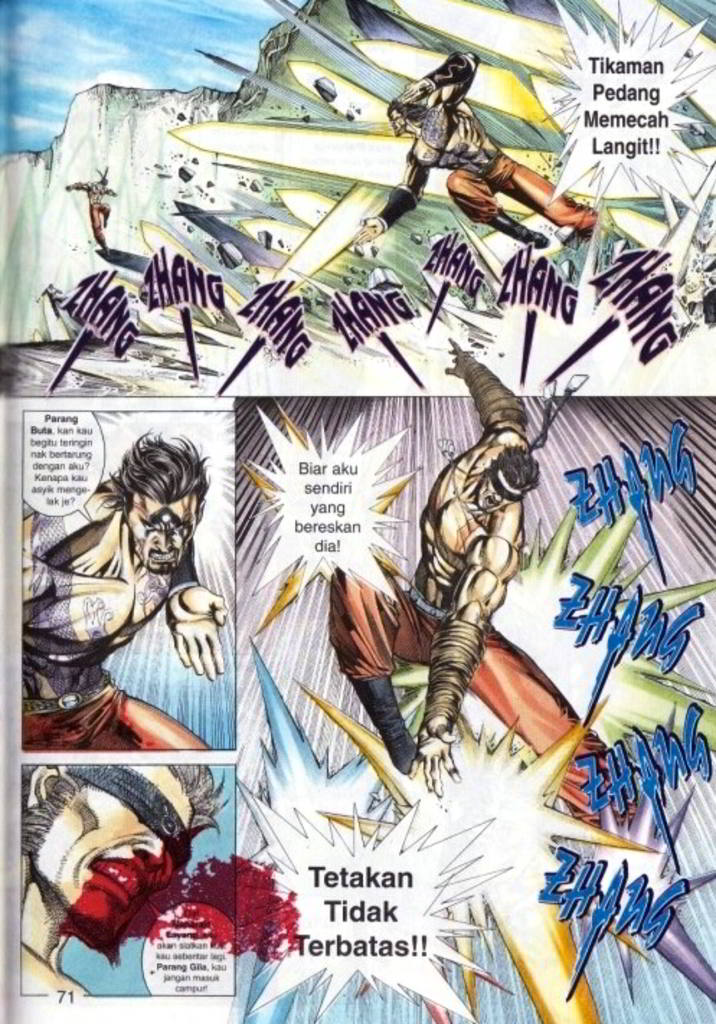 Tikaman
Pedang
Memecah
Langit!!
ZHANG
ZHANG
ZHANG
ZHANG
ZHANG
ZHANG
ZHANG
Parang
Buta, kan kau
begitu teringin
nak bertarung
dengan aku?
Kenapa kau
asyik menge-
lak je?
Biar aku
sendiri
yang
bereskan
dia!
ZHANG
ZHANG
ZHANG
ZHANG
Tetakan
Tidak
Terbatas!!
akan siatkan
kau sebentar lagi.
Parang Gila, kau
jangan masuk
campur!
71